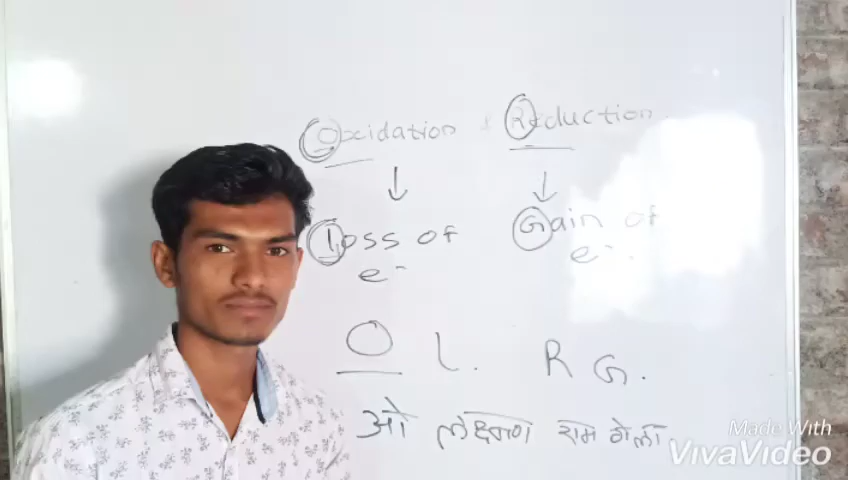 Oxidation & Reduction
↓ ↓
Loss of Gain of
e⁻ e⁻
O L. R G.
ओ लक्ष्मण राम गेला
Made With
VivaVideo